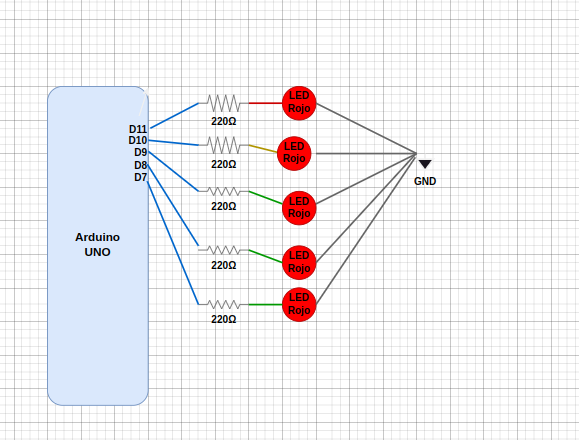 LED
Rojo
220Ω
D11
D10
D9
D8
D7
LED
Rojo
220Ω
GND
LED
Rojo
220Ω
Arduino
UNO
LED
Rojo
220Ω
LED
Rojo
220Ω